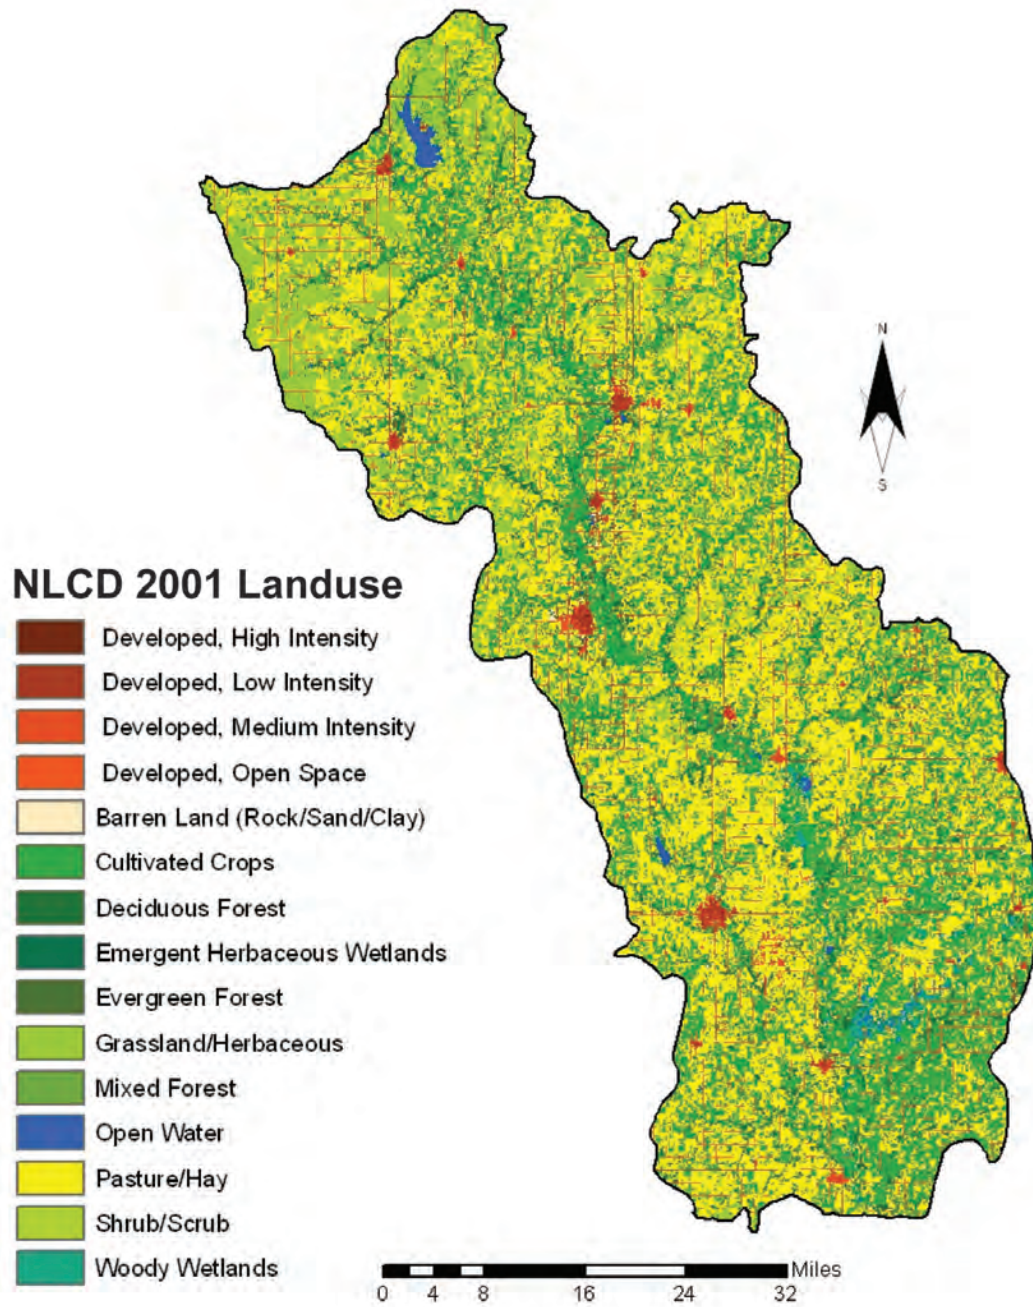 N
S
NLCD 2001 Landuse
Developed, High Intensity
Developed, Low Intensity
Developed, Medium Intensity
Developed, Open Space
Barren Land (Rock/Sand/Clay)
Cultivated Crops
Deciduous Forest
Emergent Herbaceous Wetlands
Evergreen Forest
Grassland/Herbaceous
Mixed Forest
Open Water
Pasture/Hay
Shrub/Scrub
Woody Wetlands
Miles
0 4 8 16 24 32